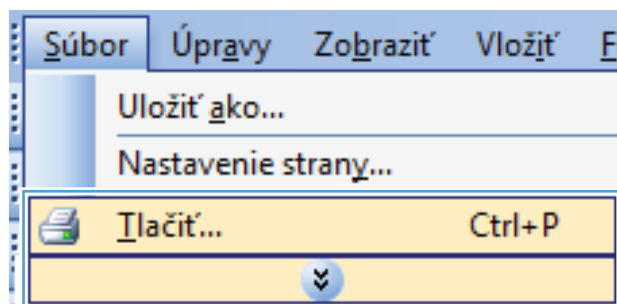 Súbor Úpravy Zobraziť Vložiť F
Uložiť ako...
Nastavenie strany...
Tlačiť... Ctrl+P